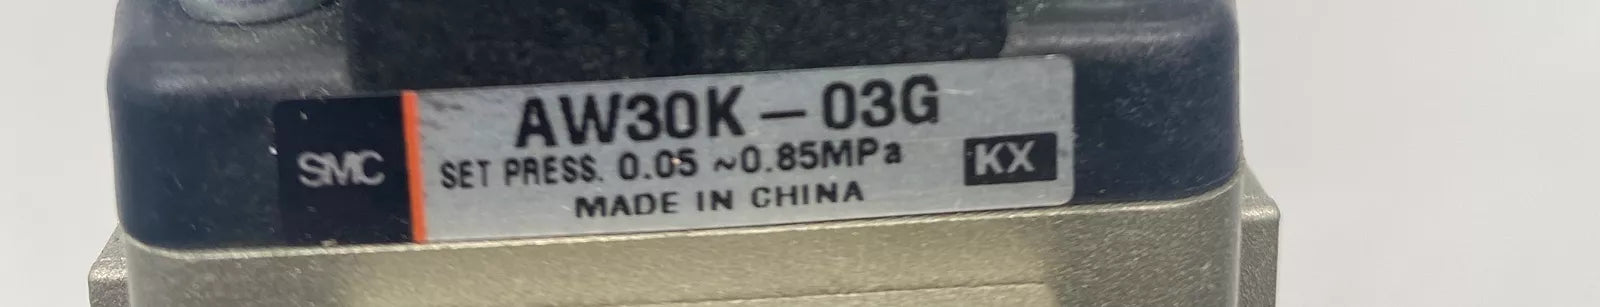 SMC
AW30K-03G
SET PRESS. 0.05 ~0.85MPa
KX
MADE IN CHINA